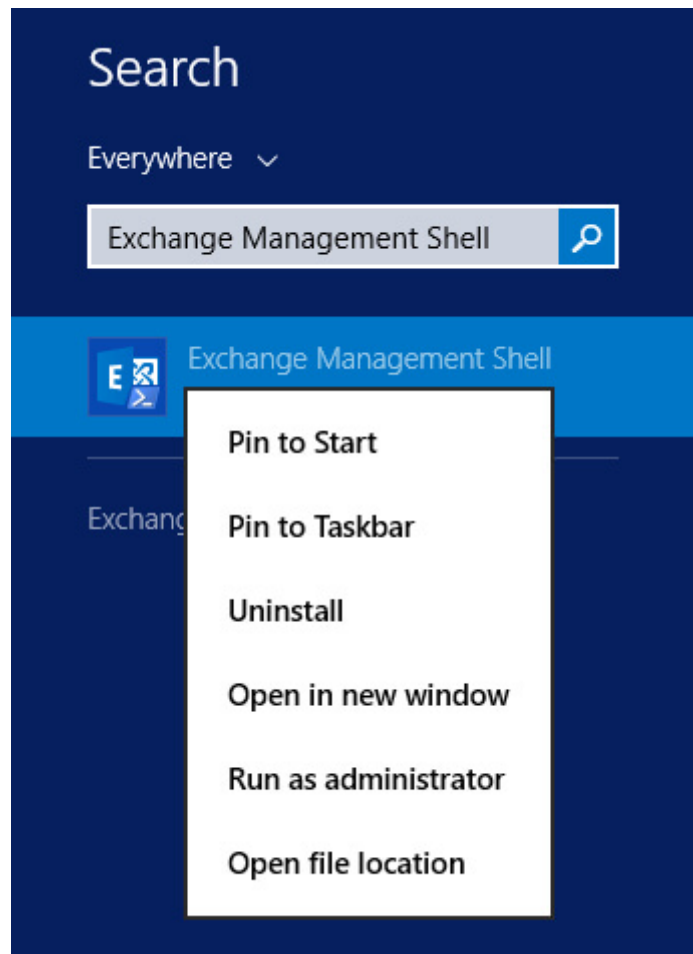 Search
Everywhere
Exchange Management Shell
E
Exchange Management Shell
Pin to Start
Exchang
Pin to Taskbar
Uninstall
Open in new window
Run as administrator
Open file location